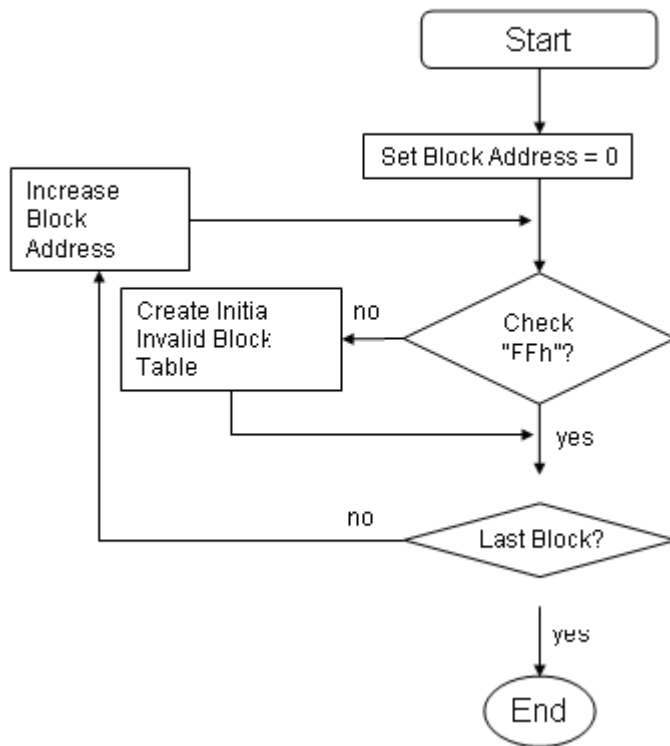 Start
Set Block Address = 0
Increase
Block
Address
Create Initia
Invalid Block
Table
no
Check
"FFh"?
yes
no
Last Block?
yes
End